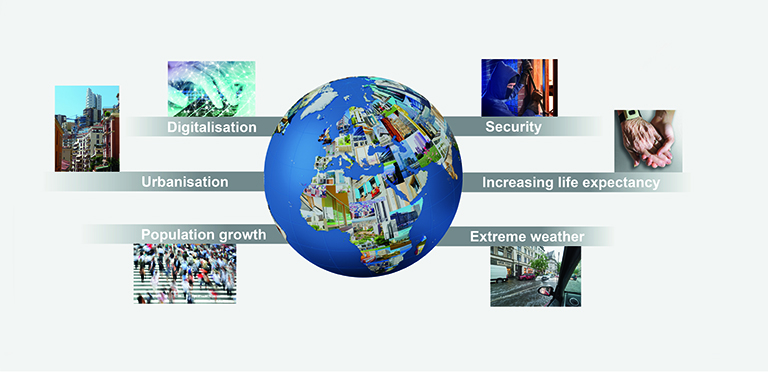 Digitalisation
Urbanisation
Population growth
Security
Increasing life expectancy
Extreme weather